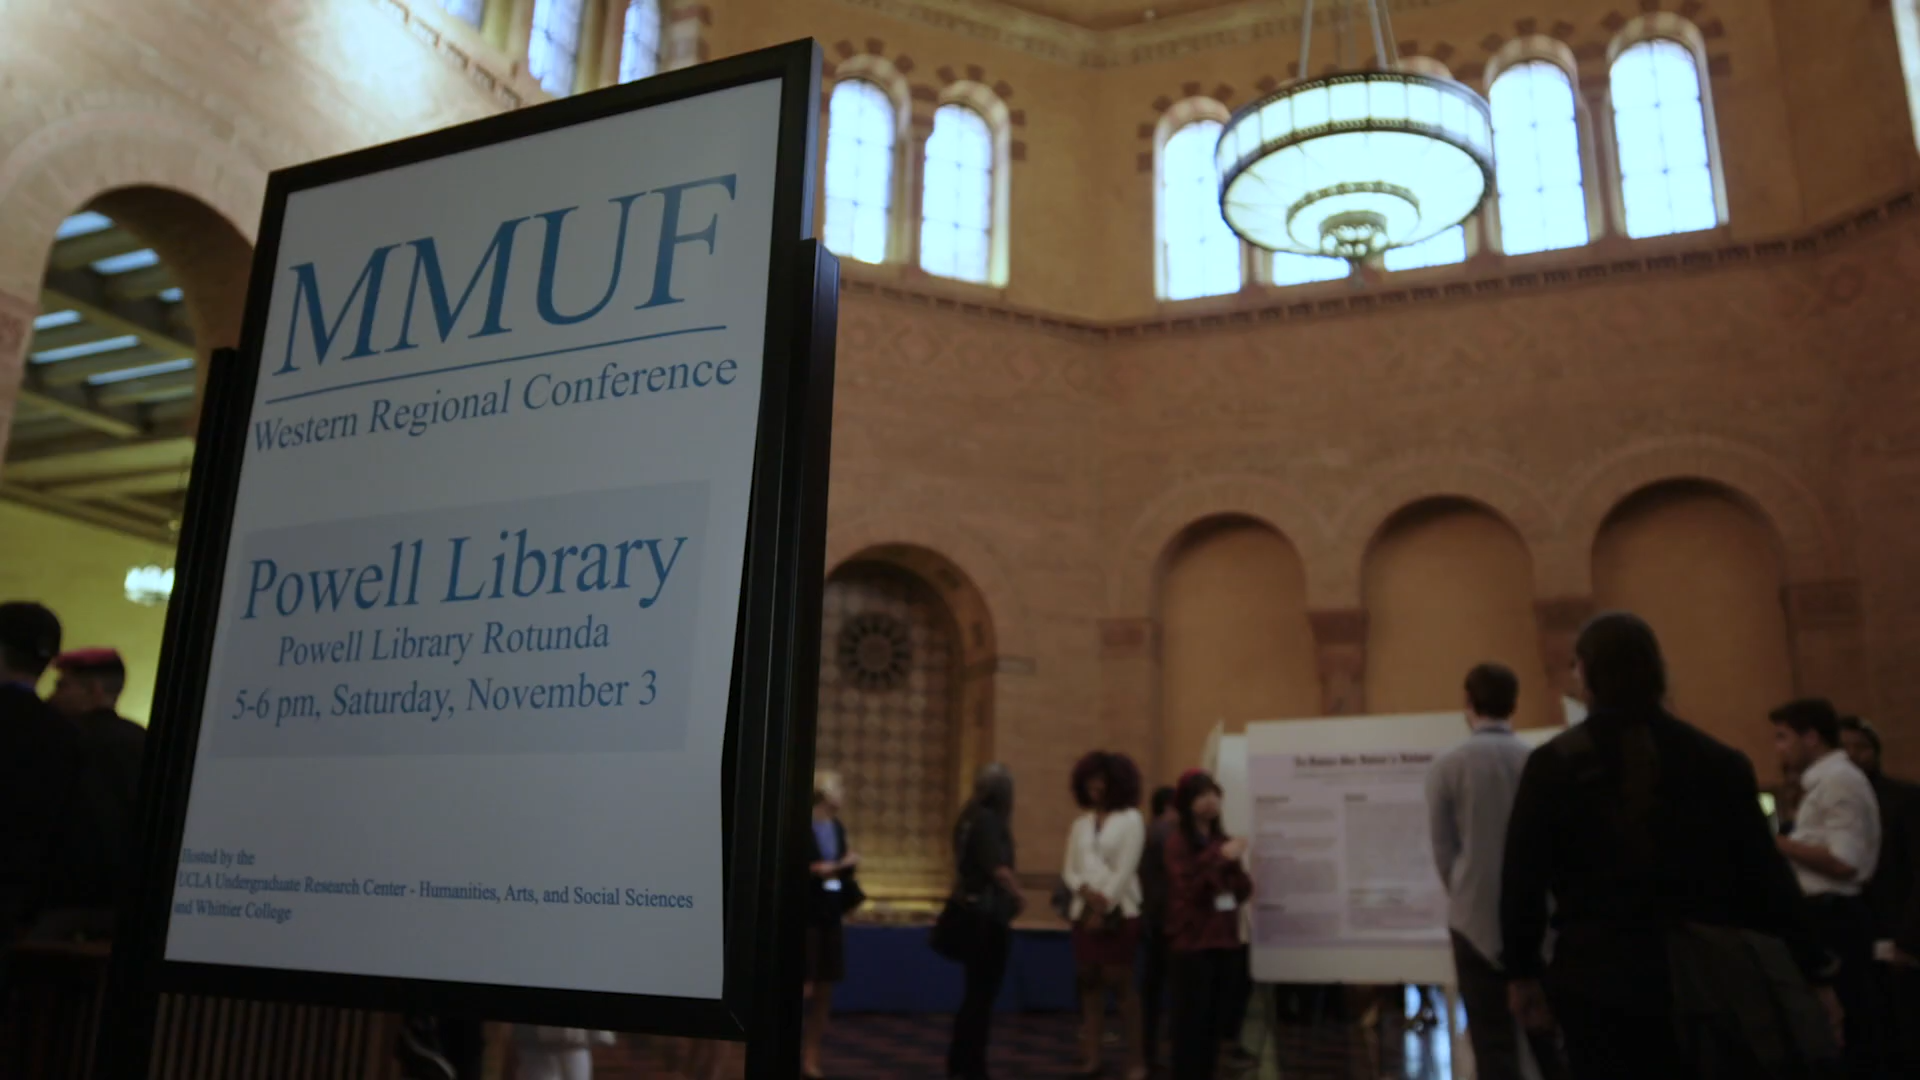 MMUF
Western Regional Conference
Powell Library
Powell Library Rotunda
5-6 pm, Saturday, November 3
Hosted by the
UCLA Undergraduate Research Center - Humanities, Arts, and Social Sciences
and Whittier College